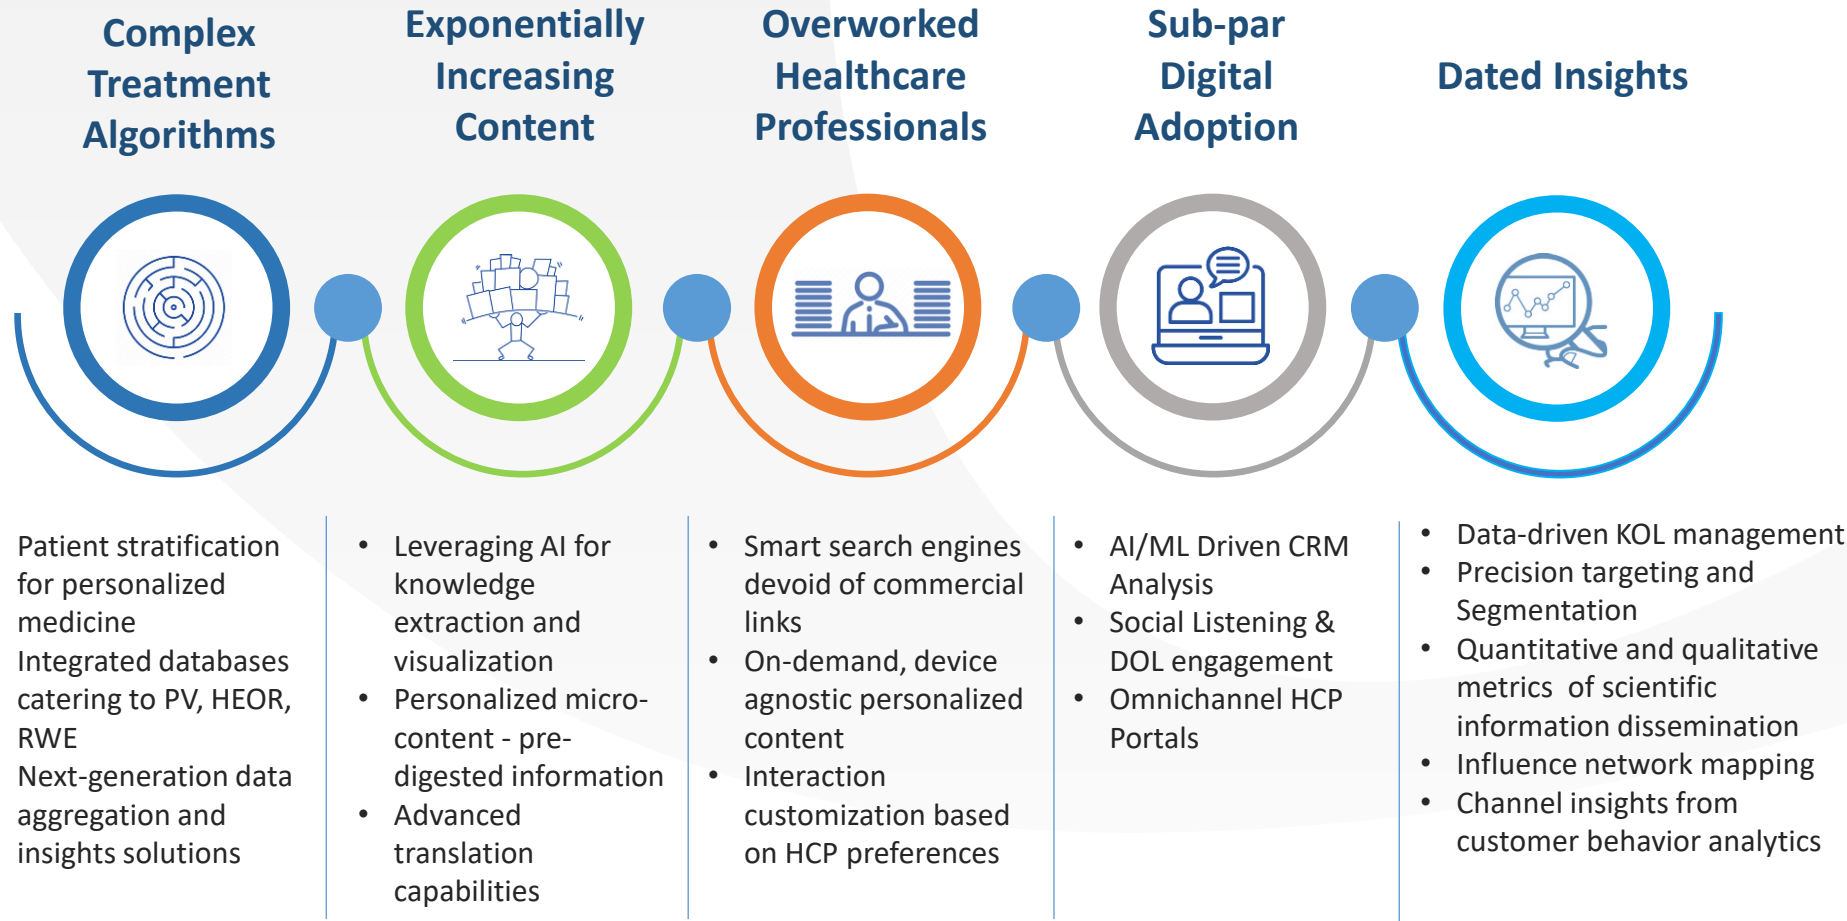 Complex
Treatment
Algorithms
Exponentially
Increasing
Content
Overworked
Healthcare
Professionals
Sub-par
Digital
Adoption
Dated Insights
Patient stratification
for personalized
medicine
Integrated databases
catering to PV, HEOR,
RWE
Next-generation data
aggregation and
insights solutions
• Leveraging AI for
knowledge
extraction and
visualization
• Personalized micro-
content - pre-
digested information
• Advanced
translation
capabilities
• Smart search engines
devoid of commercial
links
• On-demand, device
agnostic personalized
content
• Interaction
customization based
on HCP preferences
• AI/ML Driven CRM
Analysis
• Social Listening &
DOL engagement
• Omnichannel HCP
Portals
• Data-driven KOL management
• Precision targeting and
Segmentation
• Quantitative and qualitative
metrics  of scientific
information dissemination
• Influence network mapping
• Channel insights from
customer behavior analytics